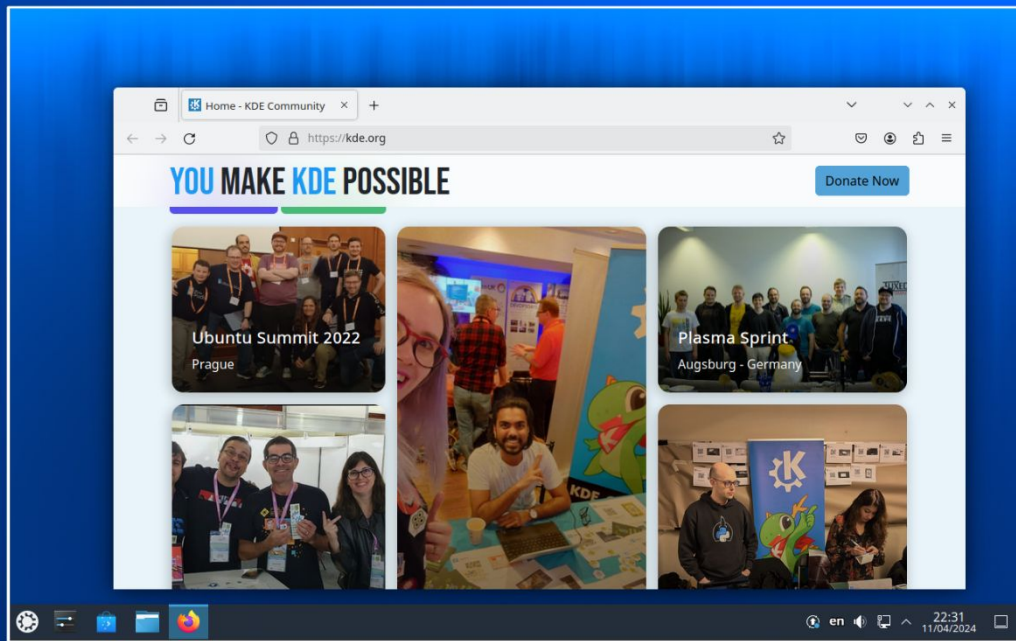 Home - KDE Community
https://kde.org
YOU MAKE KDE POSSIBLE
Donate Now
Ubuntu Summit 2022
Prague
Plasma Sprint
Augsburg - Germany
KDE
en
22:31
11/04/2024